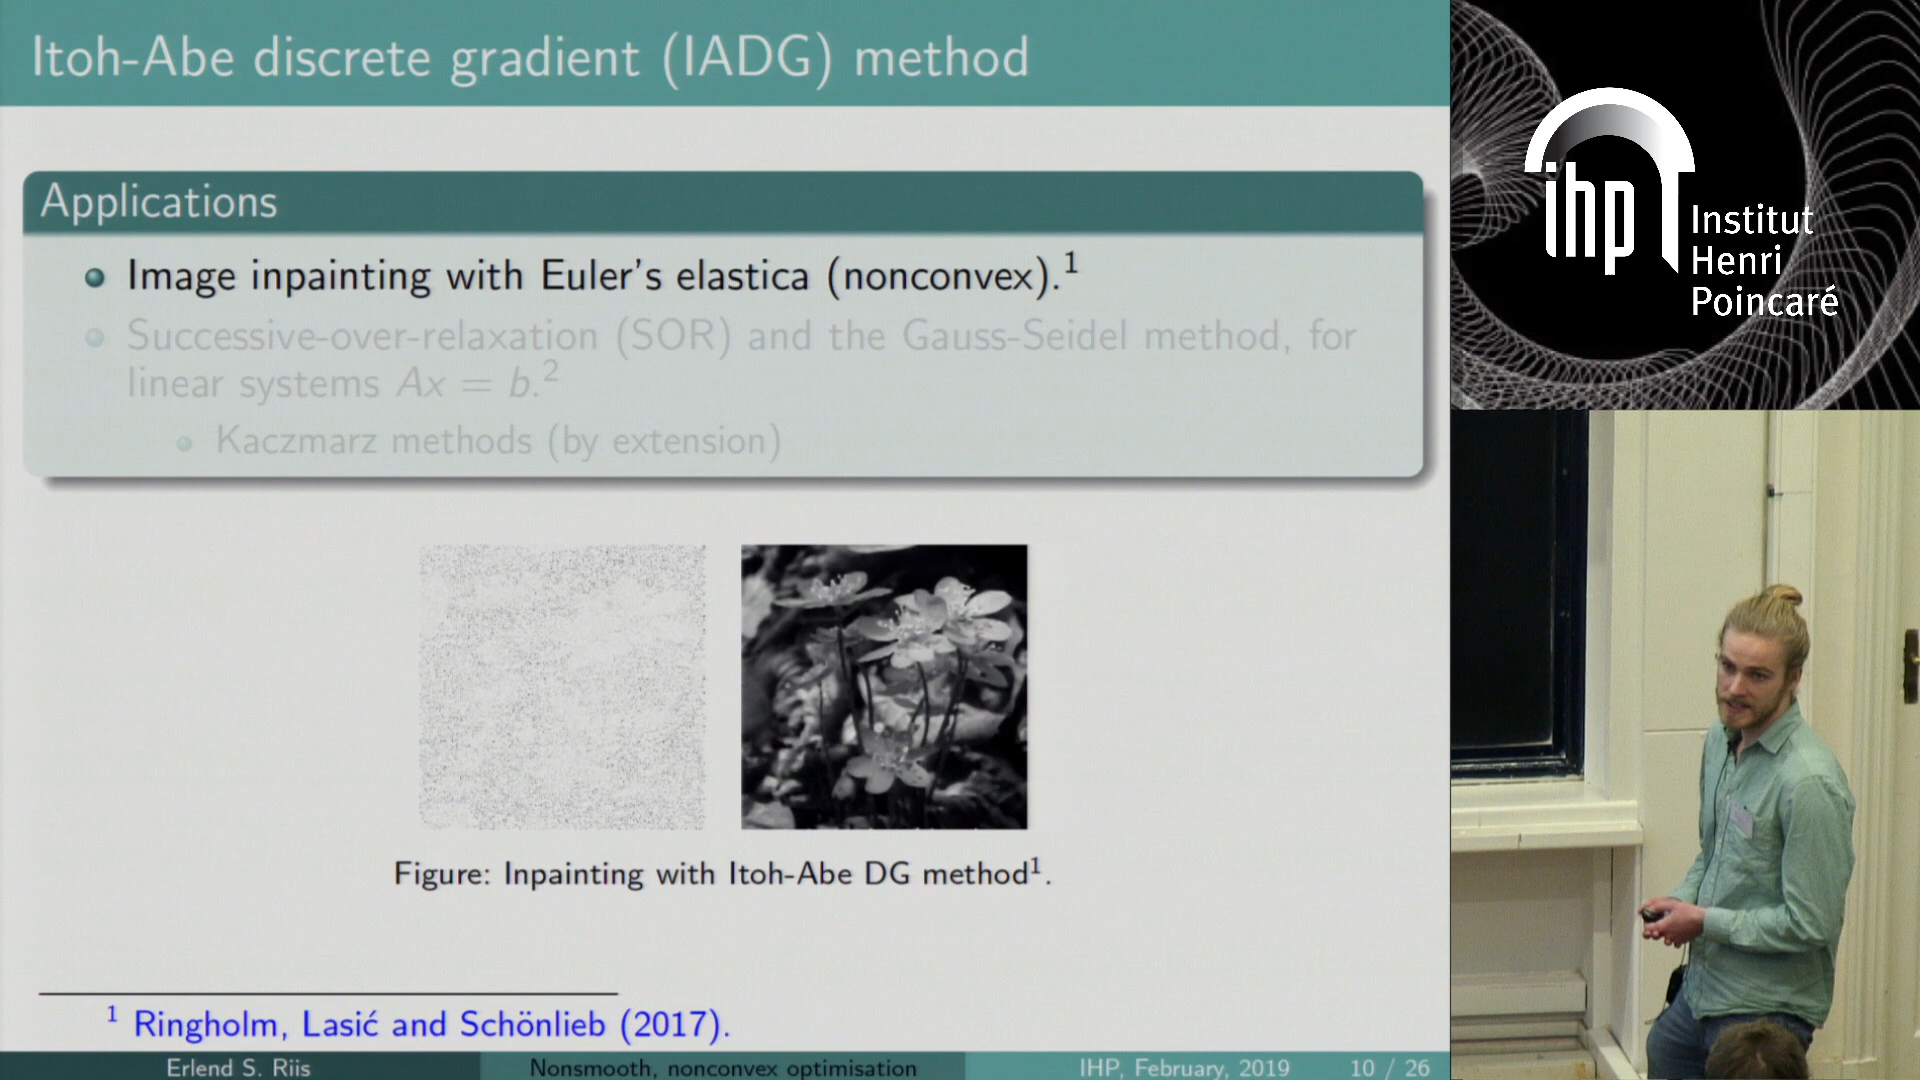 Itoh-Abe discrete gradient (IADG) method
Applications
Image inpainting with Euler's elastica (nonconvex).¹
Successive-over-relaxation (SOR) and the Gauss-Seidel method, for
linear systems Ax = b.²
Kaczmarz methods (by extension)
Figure: Inpainting with Itoh-Abe DG method¹.
¹ Ringholm, Lasić and Schönlieb (2017).
Erlend S. Riis
Nonsmooth, nonconvex optimisation
IHP, February, 2019
10 / 26
ihp
Institut
Henri
Poincaré